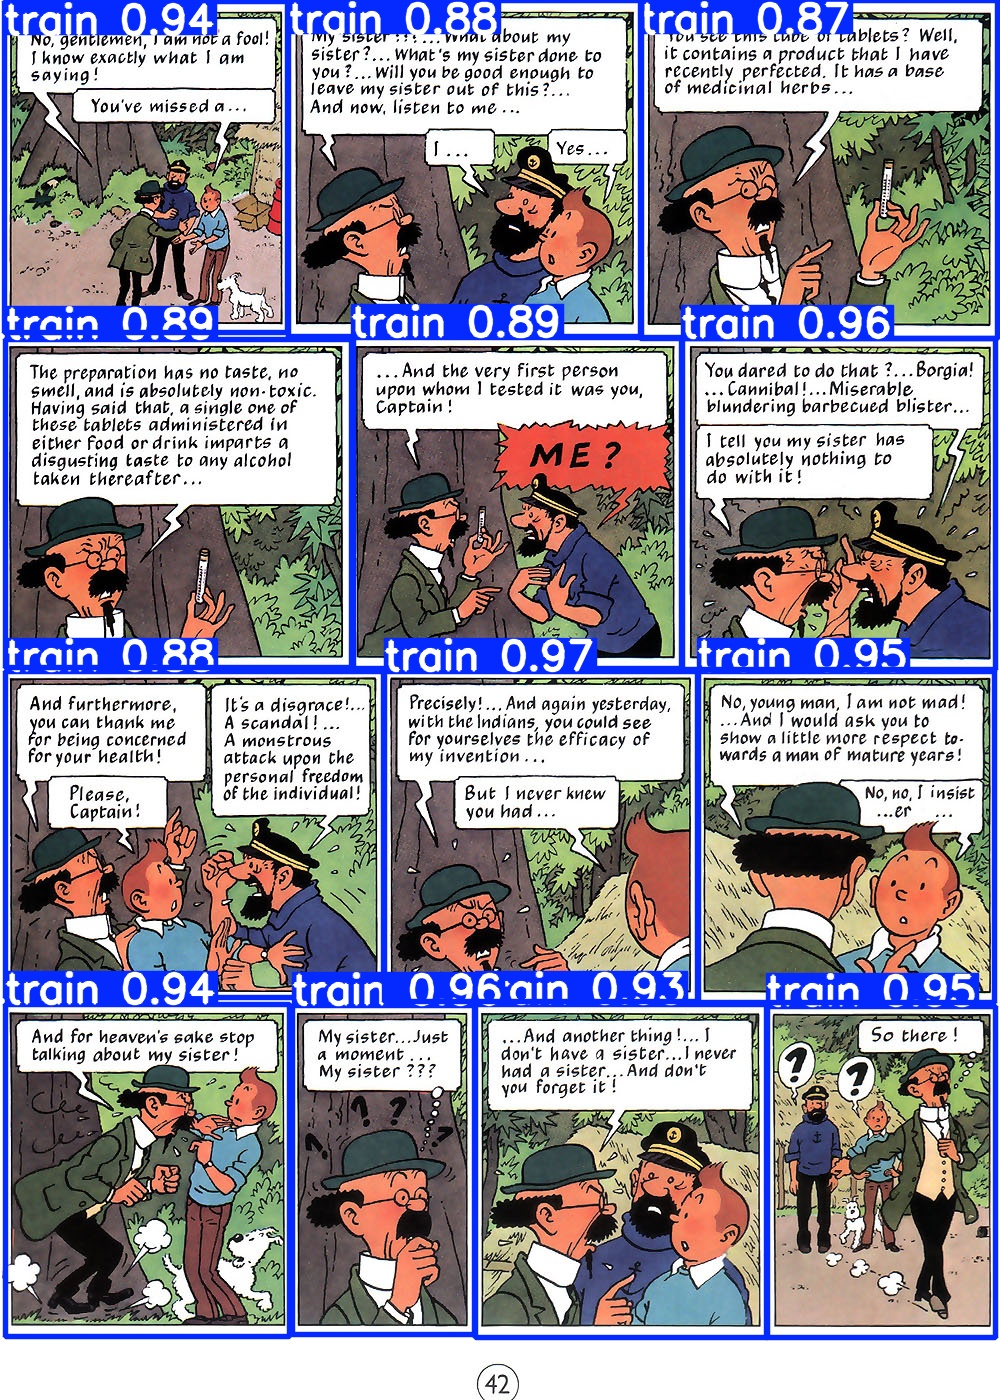 train 0.94
No, gentlemen, I am not a fool!
I know exactly what I am
saying!
You've missed a...
train 0.88
My sister???...What about my
sister?...What's my sister done to
you?...Will you be good enough to
leave my sister out of this?...
And now, listen to me...
I...
Yes...
train 0.87
You see this tube of tablets? Well,
it contains a product that I have
recently perfected. It has a base
of medicinal herbs...
train 0.89
The preparation has no taste, no
smell, and is absolutely non-toxic.
Having said that, a single one of
these tablets administered in
either food or drink imparts a
disgusting taste to any alcohol
taken thereafter...
train 0.89
...And the very first person
upon whom I tested it was you,
Captain!
ME?
train 0.96
You dared to do that?...Borgia!
...Cannibal!...Miserable
blundering barbecued blister...
I tell you my sister has
absolutely nothing to
do with it!
train 0.88
And furthermore,
you can thank me
for being concerned
for your health!
Please,
Captain!
It's a disgrace!...
A scandal!...
A monstrous
attack upon the
personal freedom
of the individual!
train 0.97
Precisely!...And again yesterday,
with the Indians, you could see
for yourselves the efficacy of
my invention...
But I never knew
you had...
train 0.95
No, young man, I am not mad!
...And I would ask you to
show a little more respect to-
wards a man of mature years!
No, no, I insist
...er ...
train 0.94
And for heaven's sake stop
talking about my sister!
train 0.96
My sister...Just
a moment...
My sister???
? ? ? ?
ain 0.93
...And another thing!... I
don't have a sister...I never
had a sister...And don't
you forget it!
train 0.95
So there!
?
?
42